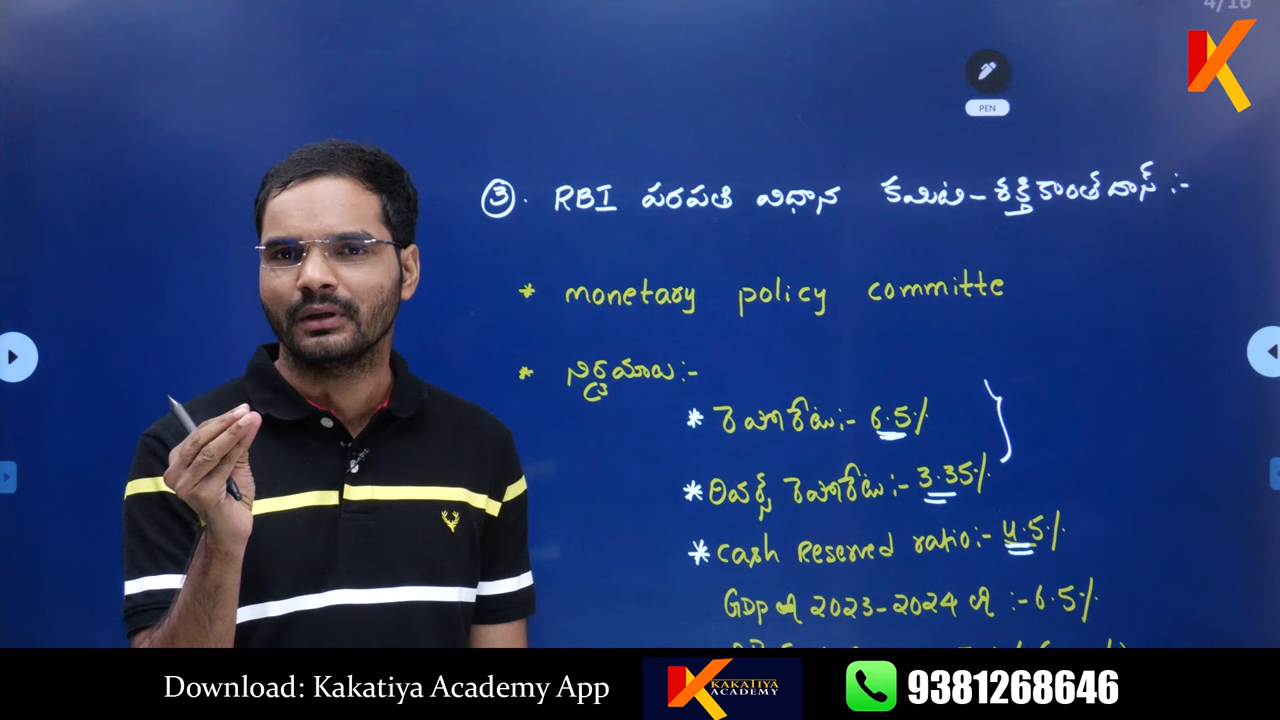 4/16
PEN
③. RBI పరపతి విధాన కమిటి - శక్తికాంతదాస్ :-
* monetary policy committe
* నిర్ణయాలు :-
* రెపోరేటు :- 6.5%
* రివర్స్ రెపోరేటు :- 3.35%
* cash Reserved ratio :- 4.5%
GDP 2023-2024 :- 6.5%
Download: Kakatiya Academy App
KAKATIYA ACADEMY
9381268646